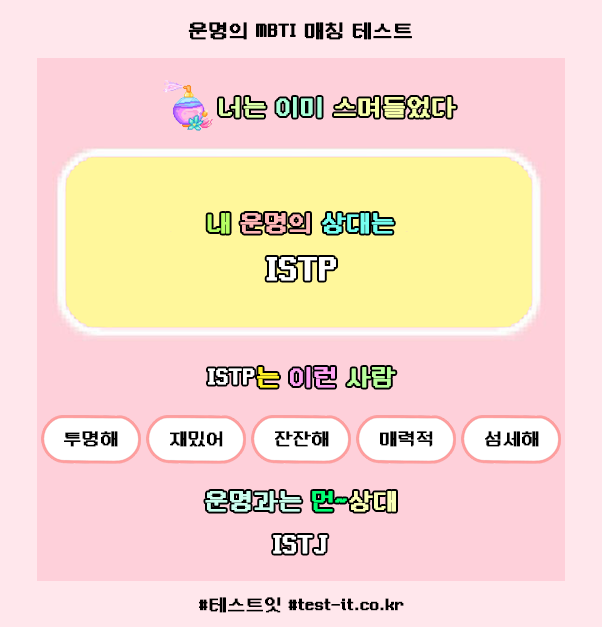 운명의 MBTI 매칭 테스트
너는 이미 스며들었다
내 운명의 상대는
ISTP
ISTP는 이런 사람
투명해 재밌어 잔잔해 매력적 섬세해
운명과는 먼~상대
ISTJ
#테스트잇 #test-it.co.kr